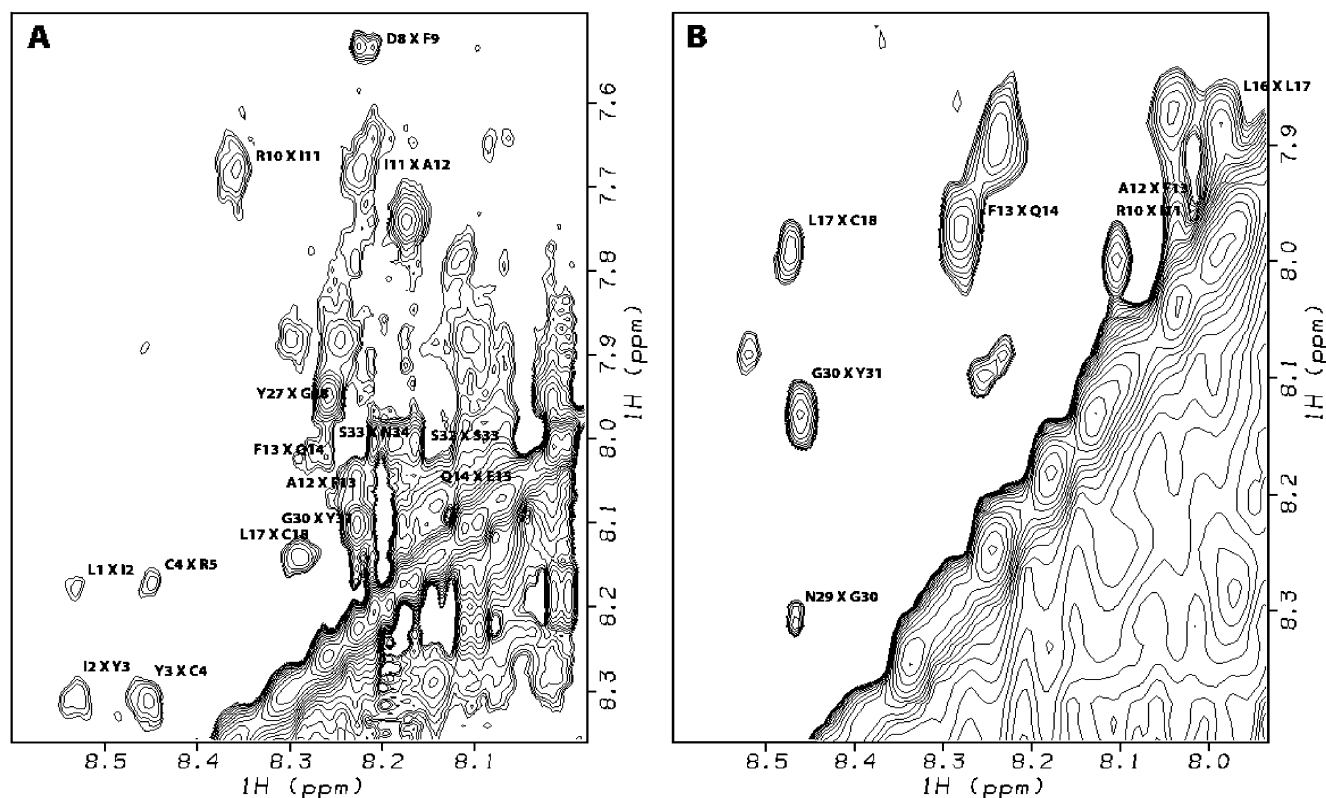 A
D8 X F9
R10 X I11
I11 X A12
Y27 X G28
S33 X N34
S32 X S33
F13 X Q14
Q14 X E15
A12 X F13
G30 X Y31
L17 X C18
L1 X I2
C4 X R5
I2 X Y3
Y3 X C4
7.6
7.7
7.8
7.9
8.0
8.1
8.2
8.3
1H (ppm)
8.5
8.4
8.3
8.2
8.1
1H (ppm)
B
L16 X L17
A12 X F13
R10 X I11
F13 X Q14
L17 X C18
G30 X Y31
N29 X G30
7.9
8.0
8.1
8.2
8.3
1H (ppm)
8.5
8.4
8.3
8.2
8.1
8.0
1H (ppm)